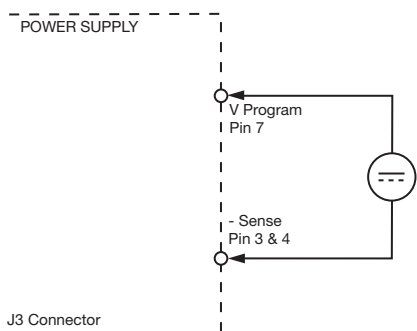 POWER SUPPLY
V Program
Pin 7
- Sense
Pin 3 & 4
J3 Connector